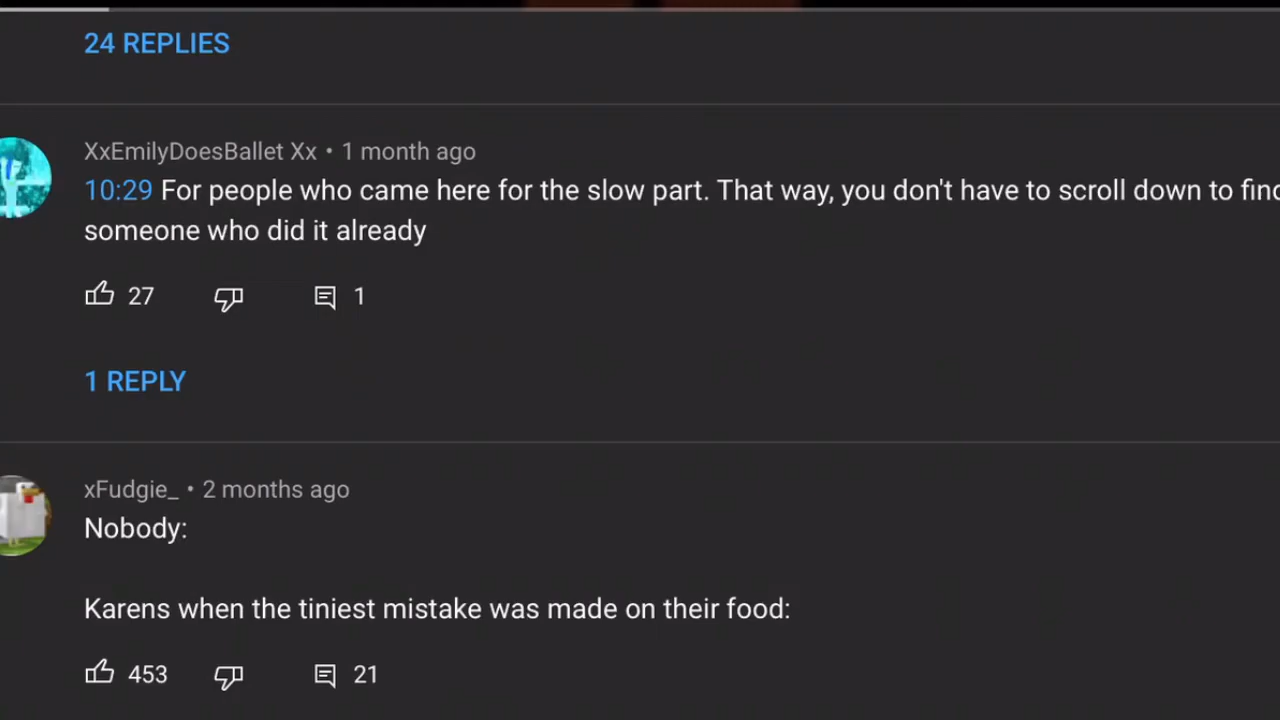 24 REPLIES
XxEmilyDoesBallet Xx • 1 month ago
10:29 For people who came here for the slow part. That way, you don't have to scroll down to find
someone who did it already
27 1
1 REPLY
xFudgie_ • 2 months ago
Nobody:
Karens when the tiniest mistake was made on their food:
453 21